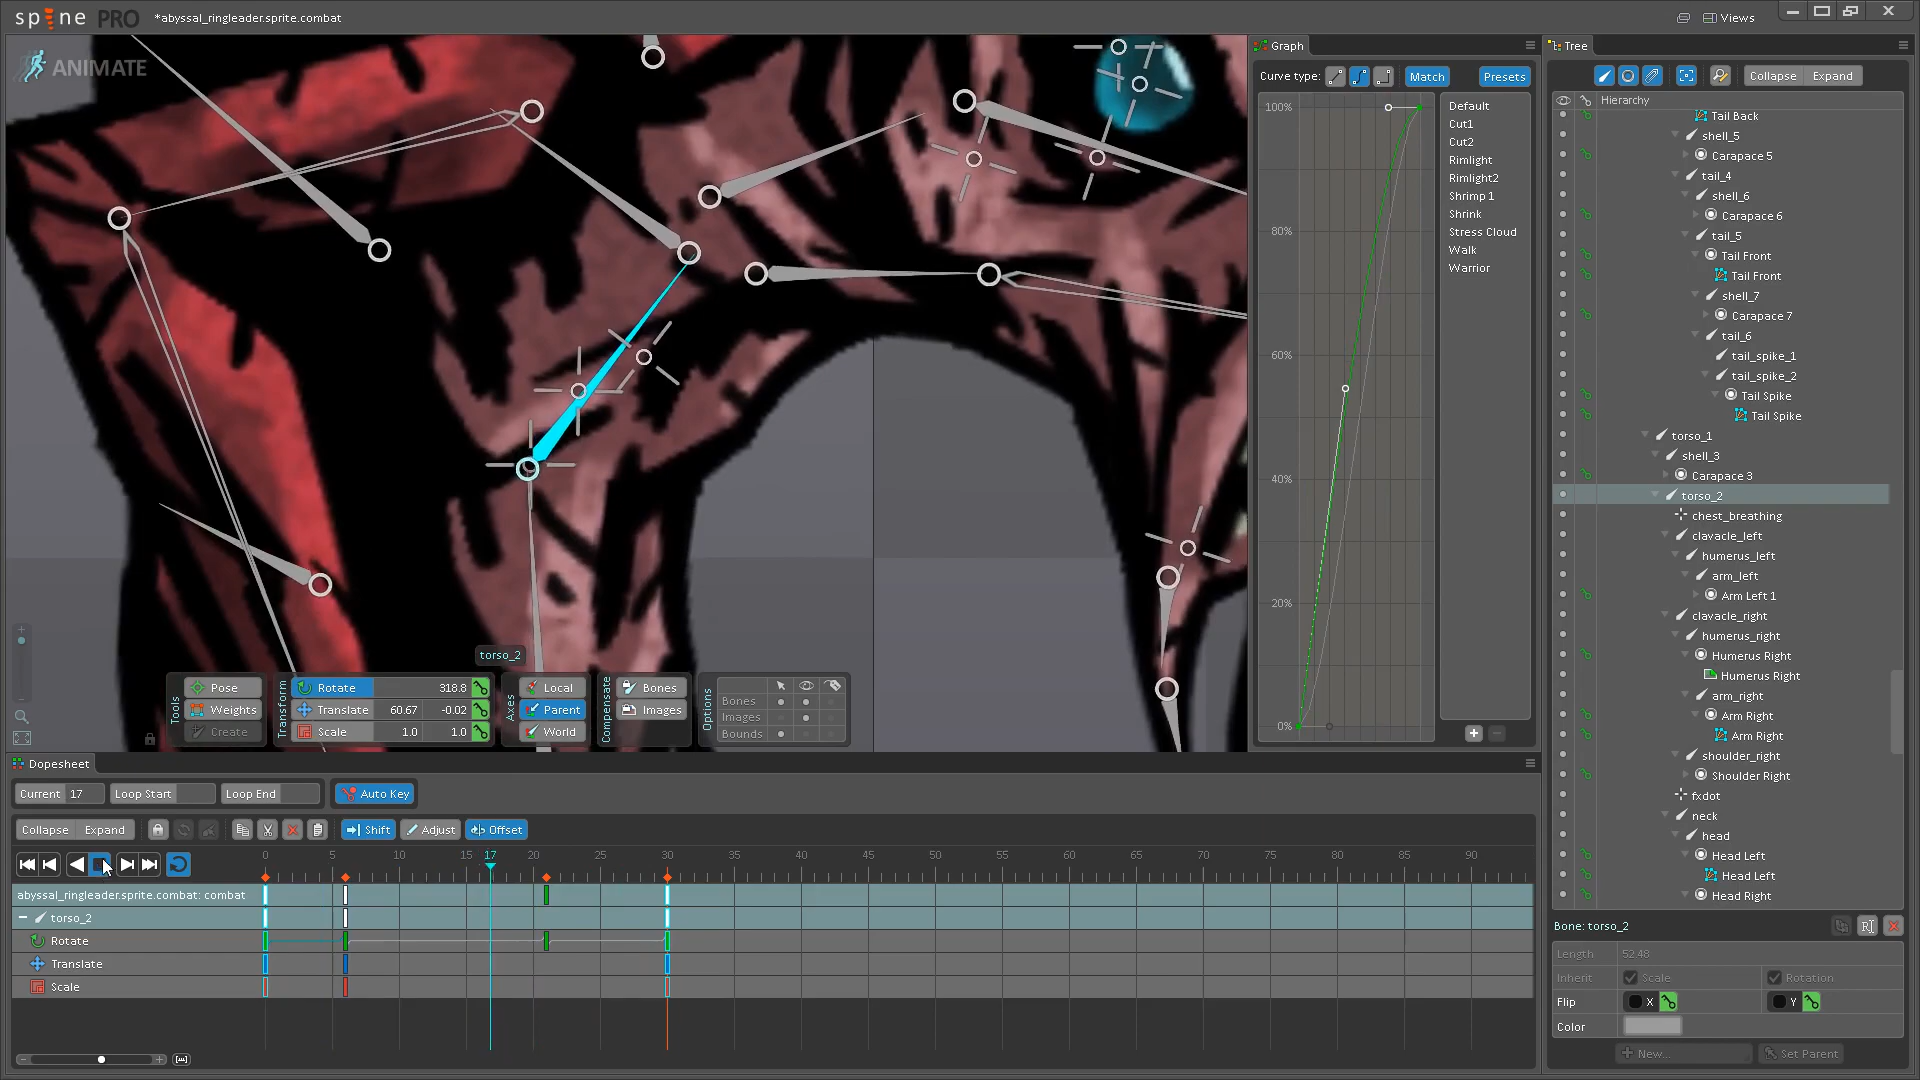 spine PRO
*abyssal_ringleader.sprite.combat
Views
ANIMATE
Graph
Curve type:
Match
Presets
100%
80%
60%
40%
20%
0%
Default
Cut1
Cut2
Rimlight
Rimlight2
Shrimp 1
Shrink
Stress Cloud
Walk
Warrior
Tree
Collapse
Expand
Hierarchy
Tail Back
shell_5
Carapace 5
tail_4
shell_6
Carapace 6
tail_5
Tail Front
Tail Front
shell_7
Carapace 7
tail_6
tail_spike_1
tail_spike_2
Tail Spike
Tail Spike
torso_1
shell_3
Carapace 3
torso_2
chest_breathing
clavacle_left
humerus_left
arm_left
Arm Left 1
clavacle_right
humerus_right
Humerus Right
Humerus Right
arm_right
Arm Right
Arm Right
shoulder_right
Shoulder Right
fxdot
neck
head
Head Left
Head Left
Head Right
Bone: torso_2
Length 52.48
Inherit Scale Rotation
Flip X Y
Color
New...
Set Parent
torso_2
Tools
Pose
Weights
Create
Transform
Rotate 318.8
Translate 60.67 -0.02
Scale 1.0 1.0
Axes
Local
Parent
World
Compensate
Bones
Images
Options
Bones
Images
Bounds
Dopesheet
Current 17
Loop Start
Loop End
Auto Key
Collapse
Expand
Shift
Adjust
Offset
0 5 10 15 17 20 25 30 35 40 45 50 55 60 65 70 75 80 85 90
abyssal_ringleader.sprite.combat: combat
torso_2
Rotate
Translate
Scale